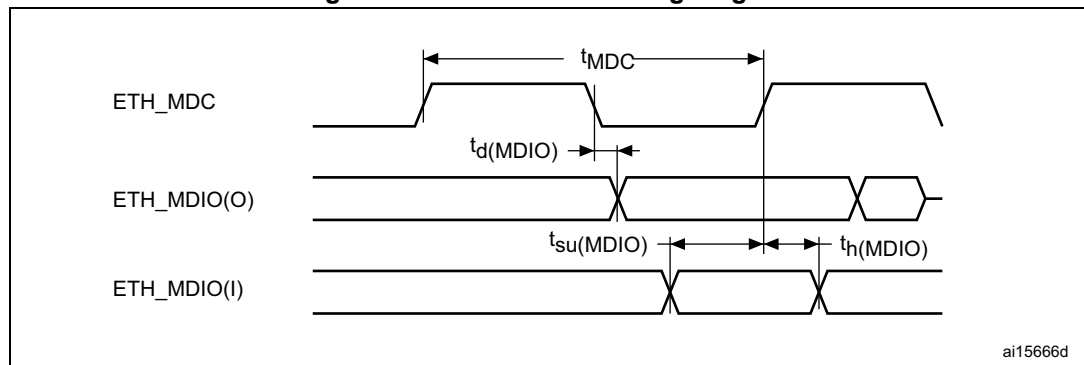 tMDC
ETH_MDC
td(MDIO)
ETH_MDIO(O)
tsu(MDIO) th(MDIO)
ETH_MDIO(I)
ai15666d